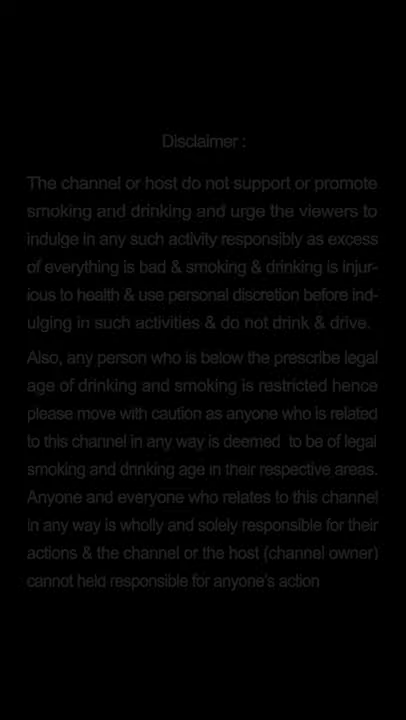 Disclaimer :
The channel or host do not support or promote
smoking and drinking and urge the viewers to
indulge in any such activity responsibly as excess
of everything is bad & smoking & drinking is injur-
ious to health & use personal discretion before ind-
ulging in such activities & do not drink & drive.
Also, any person who is below the prescribe legal
age of drinking and smoking is restricted hence
please move with caution as anyone who is related
to this channel in any way is deemed to be of legal
smoking and drinking age in their respective areas.
Anyone and everyone who relates to this channel
in any way is wholly and solely responsible for their
actions & the channel or the host (channel owner)
cannot held responsible for anyone's action